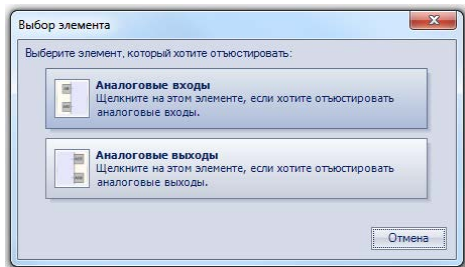 Выбор элемента
Выберите элемент, который хотите отъюстировать:
Аналоговые входы
Щелкните на этом элементе, если хотите отъюстировать
аналоговые входы.
Аналоговые выходы
Щелкните на этом элементе, если хотите отъюстировать
аналоговые выходы.
Отмена